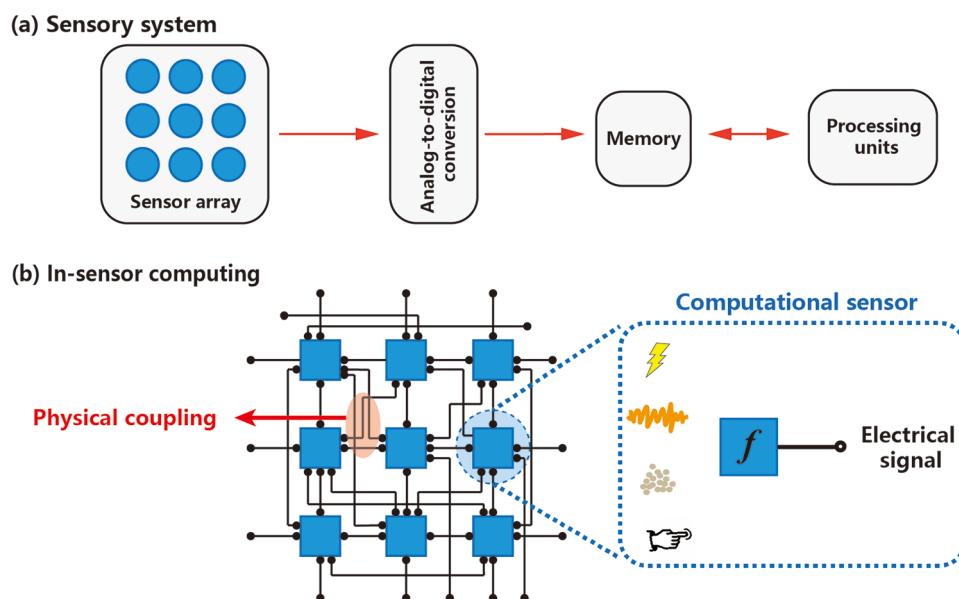 (a) Sensory system
Sensor array
Analog-to-digital
conversion
Memory
Processing
units
(b) In-sensor computing
Computational sensor
Physical coupling
f
Electrical
signal